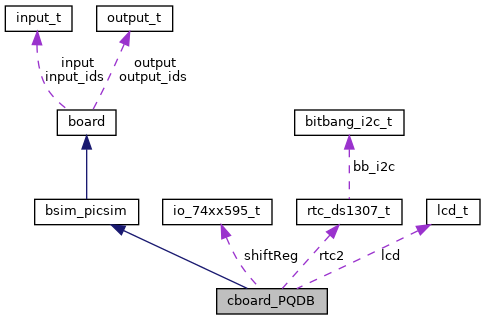 input_t
output_t
input
input_ids
output
output_ids
board
bitbang_i2c_t
bb_i2c
bsim_picsim
io_74xx595_t
rtc_ds1307_t
lcd_t
shiftReg
rtc2
lcd
cboard_PQDB